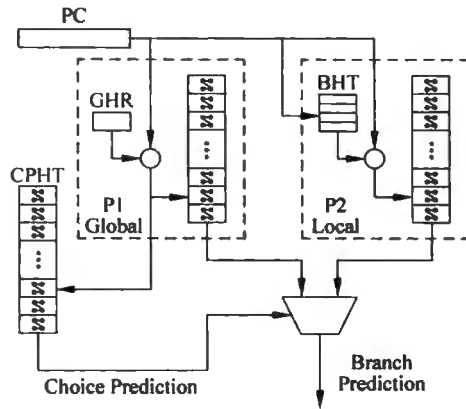 PC
GHR
BHT
CPHT
...
...
...
P1
Global
P2
Local
Choice Prediction
Branch
Prediction